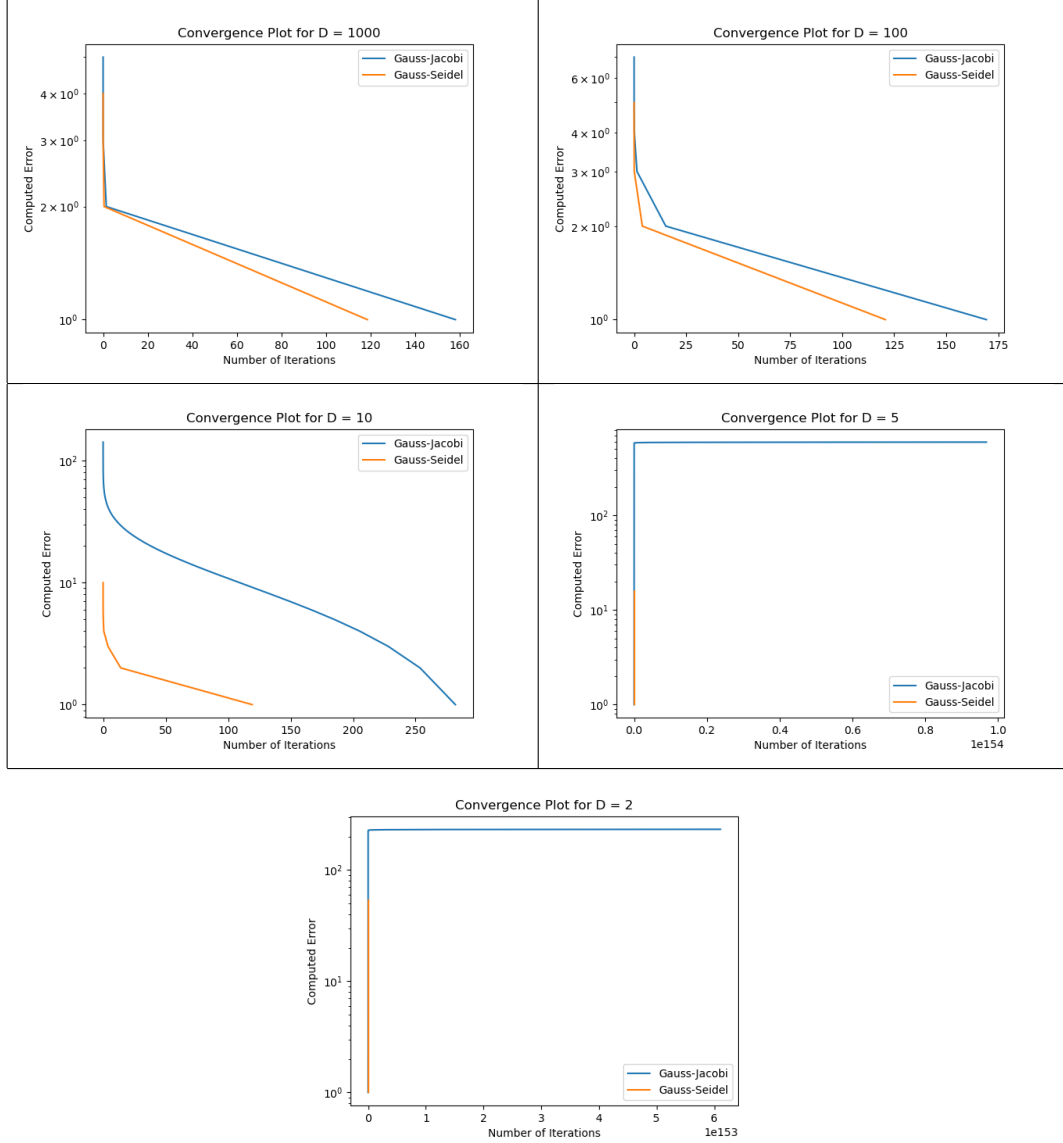 Convergence Plot for D = 1000
Gauss-Jacobi
Gauss-Seidel
4 × 10⁰
3 × 10⁰
2 × 10⁰
10⁰
Computed Error
0 20 40 60 80 100 120 140 160
Number of Iterations
Convergence Plot for D = 100
Gauss-Jacobi
Gauss-Seidel
6 × 10⁰
4 × 10⁰
3 × 10⁰
2 × 10⁰
10⁰
Computed Error
0 25 50 75 100 125 150 175
Number of Iterations
Convergence Plot for D = 10
Gauss-Jacobi
Gauss-Seidel
10²
10¹
10⁰
Computed Error
0 50 100 150 200 250
Number of Iterations
Convergence Plot for D = 5
10²
10¹
10⁰
Computed Error
Gauss-Jacobi
Gauss-Seidel
0.0 0.2 0.4 0.6 0.8 1.0
Number of Iterations
1e154
Convergence Plot for D = 2
10²
10¹
10⁰
Computed Error
Gauss-Jacobi
Gauss-Seidel
0 1 2 3 4 5 6
Number of Iterations
1e153